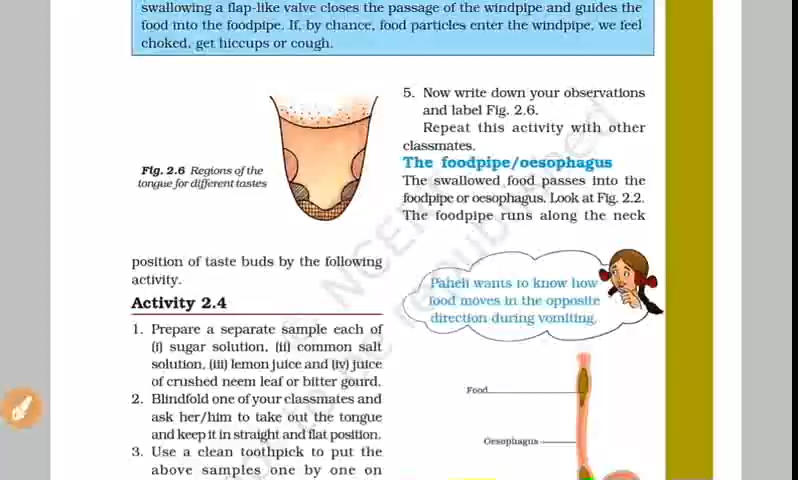 swallowing a flap-like valve closes the passage of the windpipe and guides the
food into the foodpipe. If, by chance, food particles enter the windpipe, we feel
choked, get hiccups or cough.
Fig. 2.6 Regions of the
tongue for different tastes
position of taste buds by the following
activity.
Activity 2.4
1. Prepare a separate sample each of
(i) sugar solution, (ii) common salt
solution, (iii) lemon juice and (iv) juice
of crushed neem leaf or bitter gourd.
2. Blindfold one of your classmates and
ask her/him to take out the tongue
and keep it in straight and flat position.
3. Use a clean toothpick to put the
above samples one by one on
5. Now write down your observations
and label Fig. 2.6.
Repeat this activity with other
classmates.
The foodpipe/oesophagus
The swallowed food passes into the
foodpipe or oesophagus. Look at Fig. 2.2.
The foodpipe runs along the neck
Paheli wants to know how
food moves in the opposite
direction during vomiting.
Food
Oesophagus